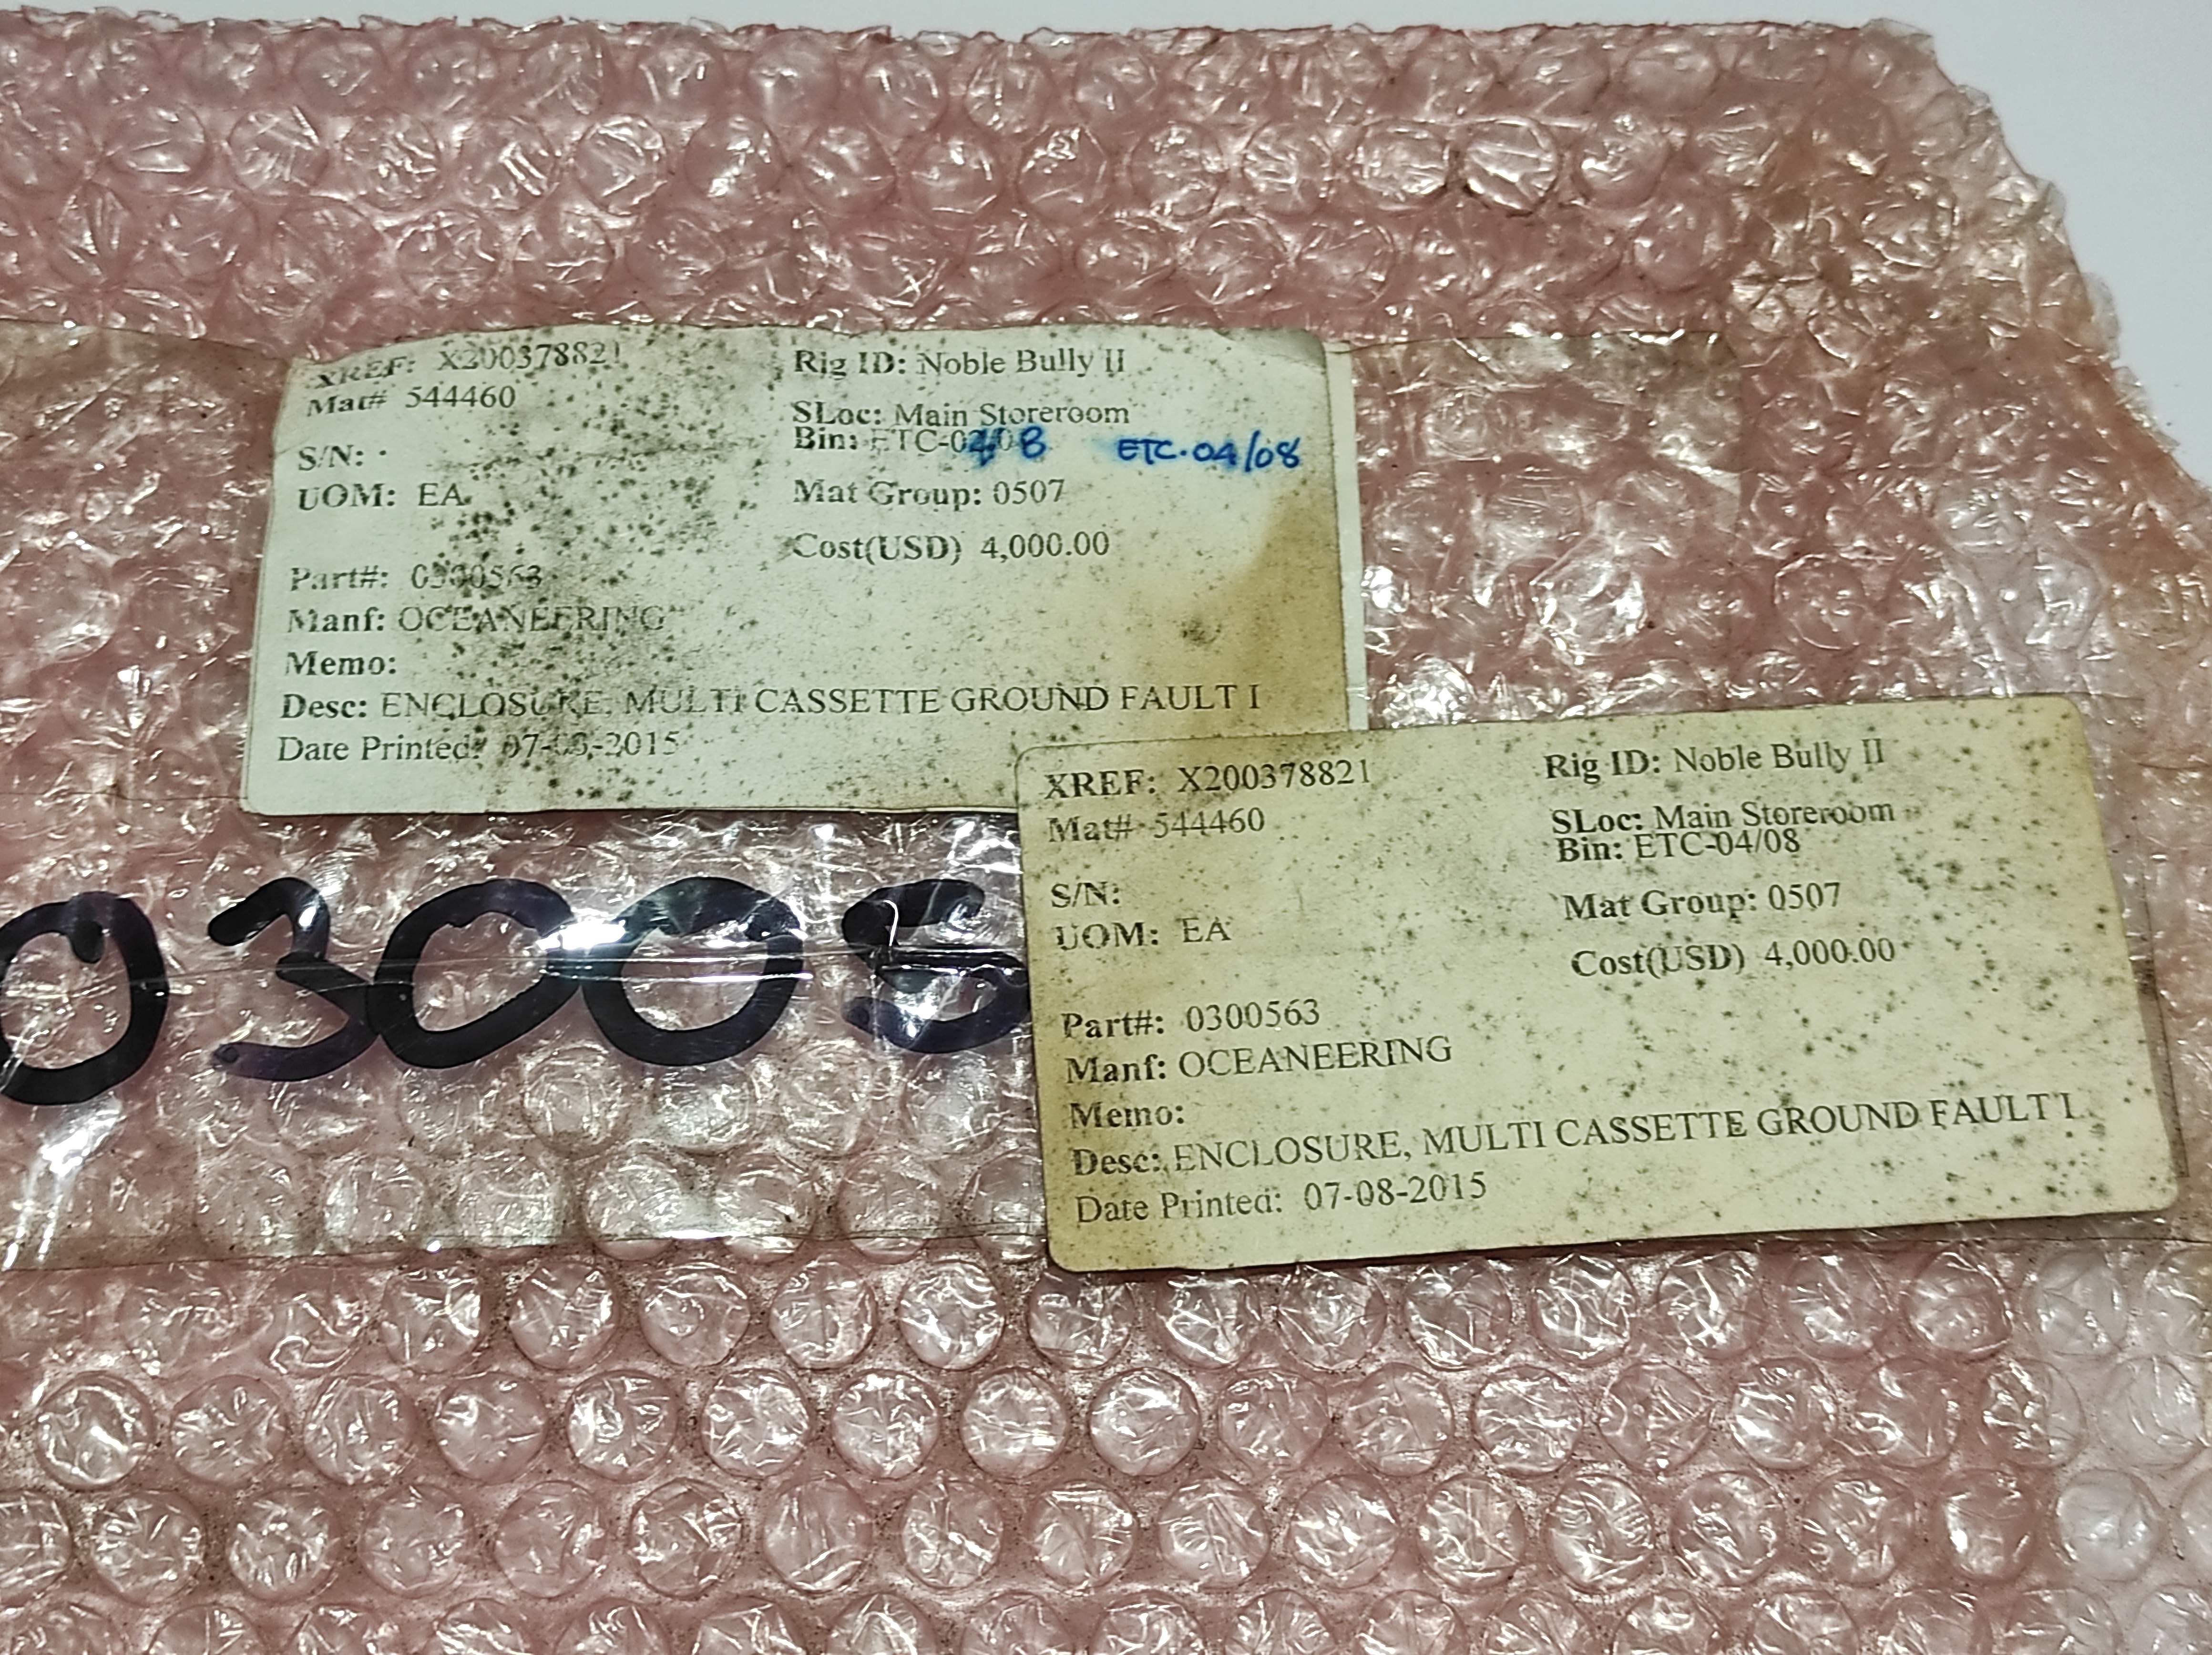 XREF: X200378821
Mat# 544460
S/N:
UOM: EA
Part#: 0300563
Manf: OCEANEERING
Memo:
Desc: ENCLOSURE, MULTI CASSETTE GROUND FAULT I
Date Printed: 07-08-2015
Rig ID: Noble Bully II
SLoc: Main Storeroom
Bin: ETC-04/08 ETC-04/08
Mat Group: 0507
Cost(USD) 4,000.00
03005
XREF: X200378821
Mat# 544460
S/N:
UOM: EA
Part#: 0300563
Manf: OCEANEERING
Memo:
Desc: ENCLOSURE, MULTI CASSETTE GROUND FAULT I
Date Printed: 07-08-2015
Rig ID: Noble Bully II
SLoc: Main Storeroom
Bin: ETC-04/08
Mat Group: 0507
Cost(USD) 4,000.00